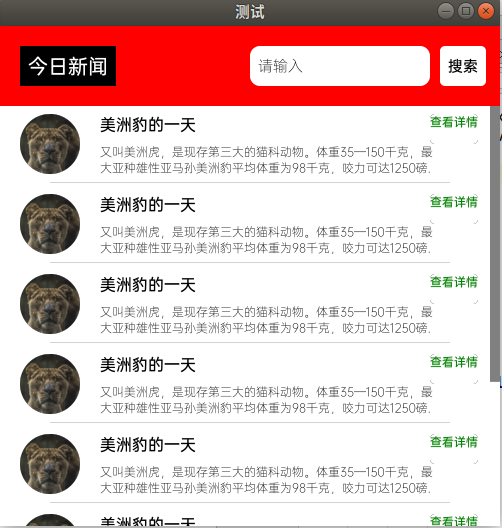 测试
今日新闻
请输入
搜索
美洲豹的一天
查看详情
又叫美洲虎，是现存第三大的猫科动物。体重35—150千克，最
大亚种雄性亚马孙美洲豹平均体重为98千克，咬力可达1250磅.
美洲豹的一天
查看详情
又叫美洲虎，是现存第三大的猫科动物。体重35—150千克，最
大亚种雄性亚马孙美洲豹平均体重为98千克，咬力可达1250磅.
美洲豹的一天
查看详情
又叫美洲虎，是现存第三大的猫科动物。体重35—150千克，最
大亚种雄性亚马孙美洲豹平均体重为98千克，咬力可达1250磅.
美洲豹的一天
查看详情
又叫美洲虎，是现存第三大的猫科动物。体重35—150千克，最
大亚种雄性亚马孙美洲豹平均体重为98千克，咬力可达1250磅.
美洲豹的一天
查看详情
又叫美洲虎，是现存第三大的猫科动物。体重35—150千克，最
大亚种雄性亚马孙美洲豹平均体重为98千克，咬力可达1250磅.
美洲豹的一天
查看详情